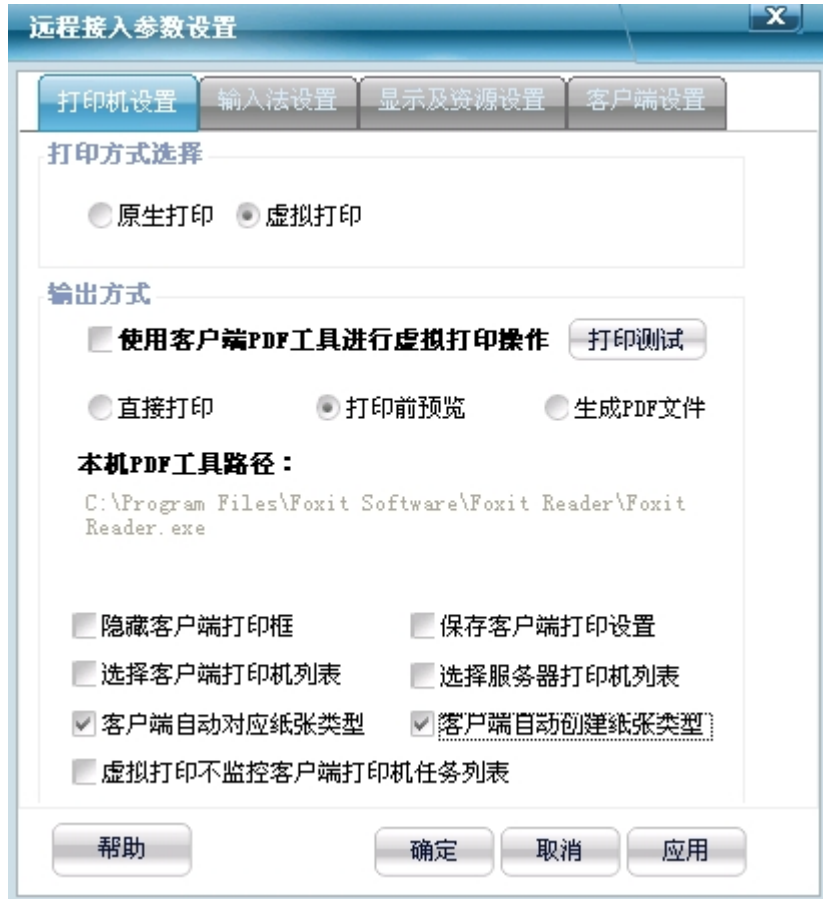 远程接入参数设置
打印机设置 输入法设置 显示及资源设置 客户端设置
打印方式选择
原生打印 虚拟打印
输出方式
使用客户端PDF工具进行虚拟打印操作 打印测试
直接打印 打印前预览 生成PDF文件
本机PDF工具路径：
C:\Program Files\Foxit Software\Foxit Reader\Foxit
Reader.exe
隐藏客户端打印框 保存客户端打印设置
选择客户端打印机列表 选择服务器打印机列表
客户端自动对应纸张类型 客户端自动创建纸张类型
虚拟打印不监控客户端打印机任务列表
帮助 确定 取消 应用